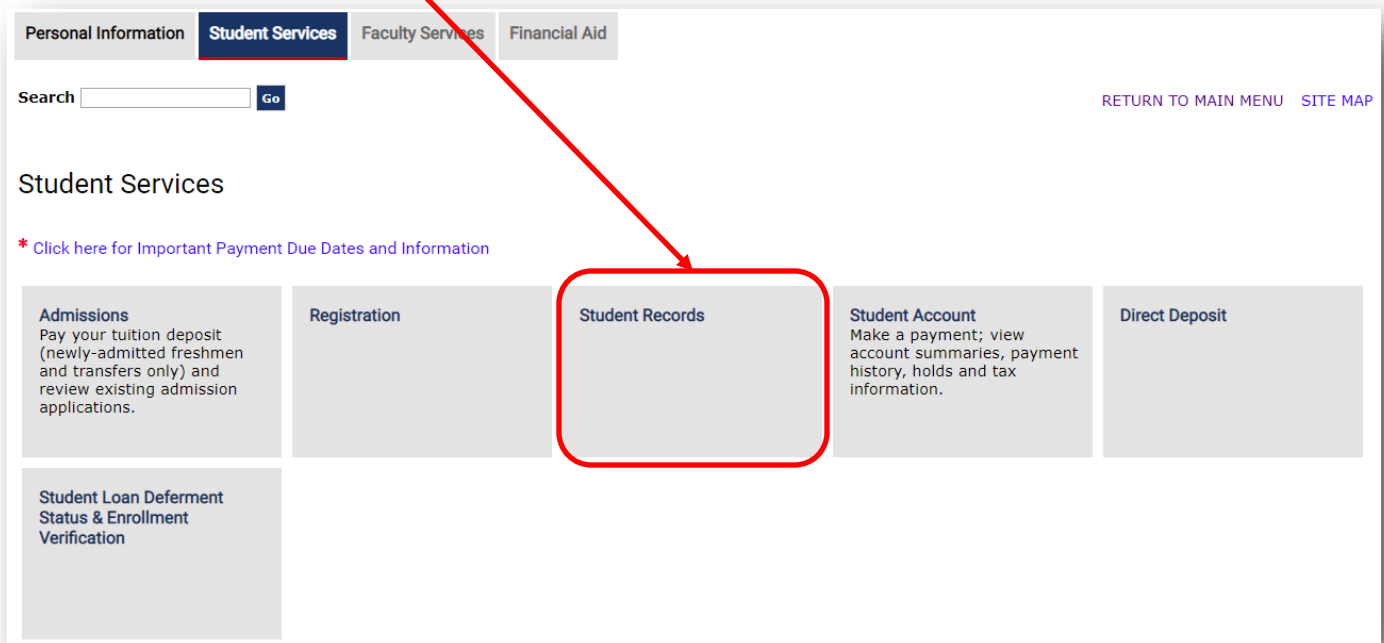 Personal Information Student Services Faculty Services Financial Aid
Search Go
RETURN TO MAIN MENU SITE MAP
Student Services
* Click here for Important Payment Due Dates and Information
Admissions
Pay your tuition deposit
(newly-admitted freshmen
and transfers only) and
review existing admission
applications.
Registration
Student Records
Student Account
Make a payment; view
account summaries, payment
history, holds and tax
information.
Direct Deposit
Student Loan Deferment
Status & Enrollment
Verification